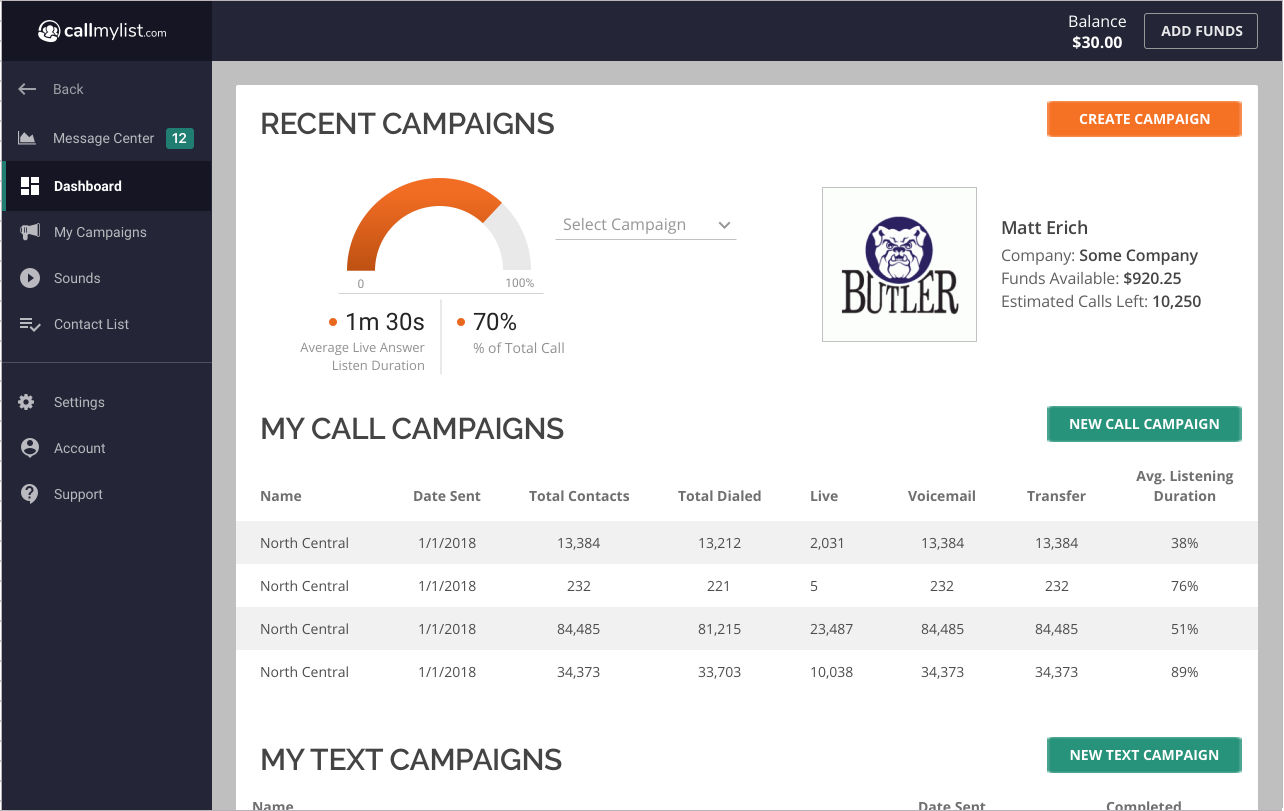 callmylist.com
Balance
$30.00
ADD FUNDS
Back
Message Center 12
Dashboard
My Campaigns
Sounds
Contact List
Settings
Account
Support
RECENT CAMPAIGNS
CREATE CAMPAIGN
0
100%
1m 30s
Average Live Answer
Listen Duration
70%
% of Total Call
Select Campaign
BUTLER
Matt Erich
Company: Some Company
Funds Available: $920.25
Estimated Calls Left: 10,250
MY CALL CAMPAIGNS
NEW CALL CAMPAIGN
Name Date Sent Total Contacts Total Dialed Live Voicemail Transfer Avg. Listening
Duration
North Central 1/1/2018 13,384 13,212 2,031 13,384 13,384 38%
North Central 1/1/2018 232 221 5 232 232 76%
North Central 1/1/2018 84,485 81,215 23,487 84,485 84,485 51%
North Central 1/1/2018 34,373 33,703 10,038 34,373 34,373 89%
MY TEXT CAMPAIGNS
NEW TEXT CAMPAIGN
Name Date Sent Completed